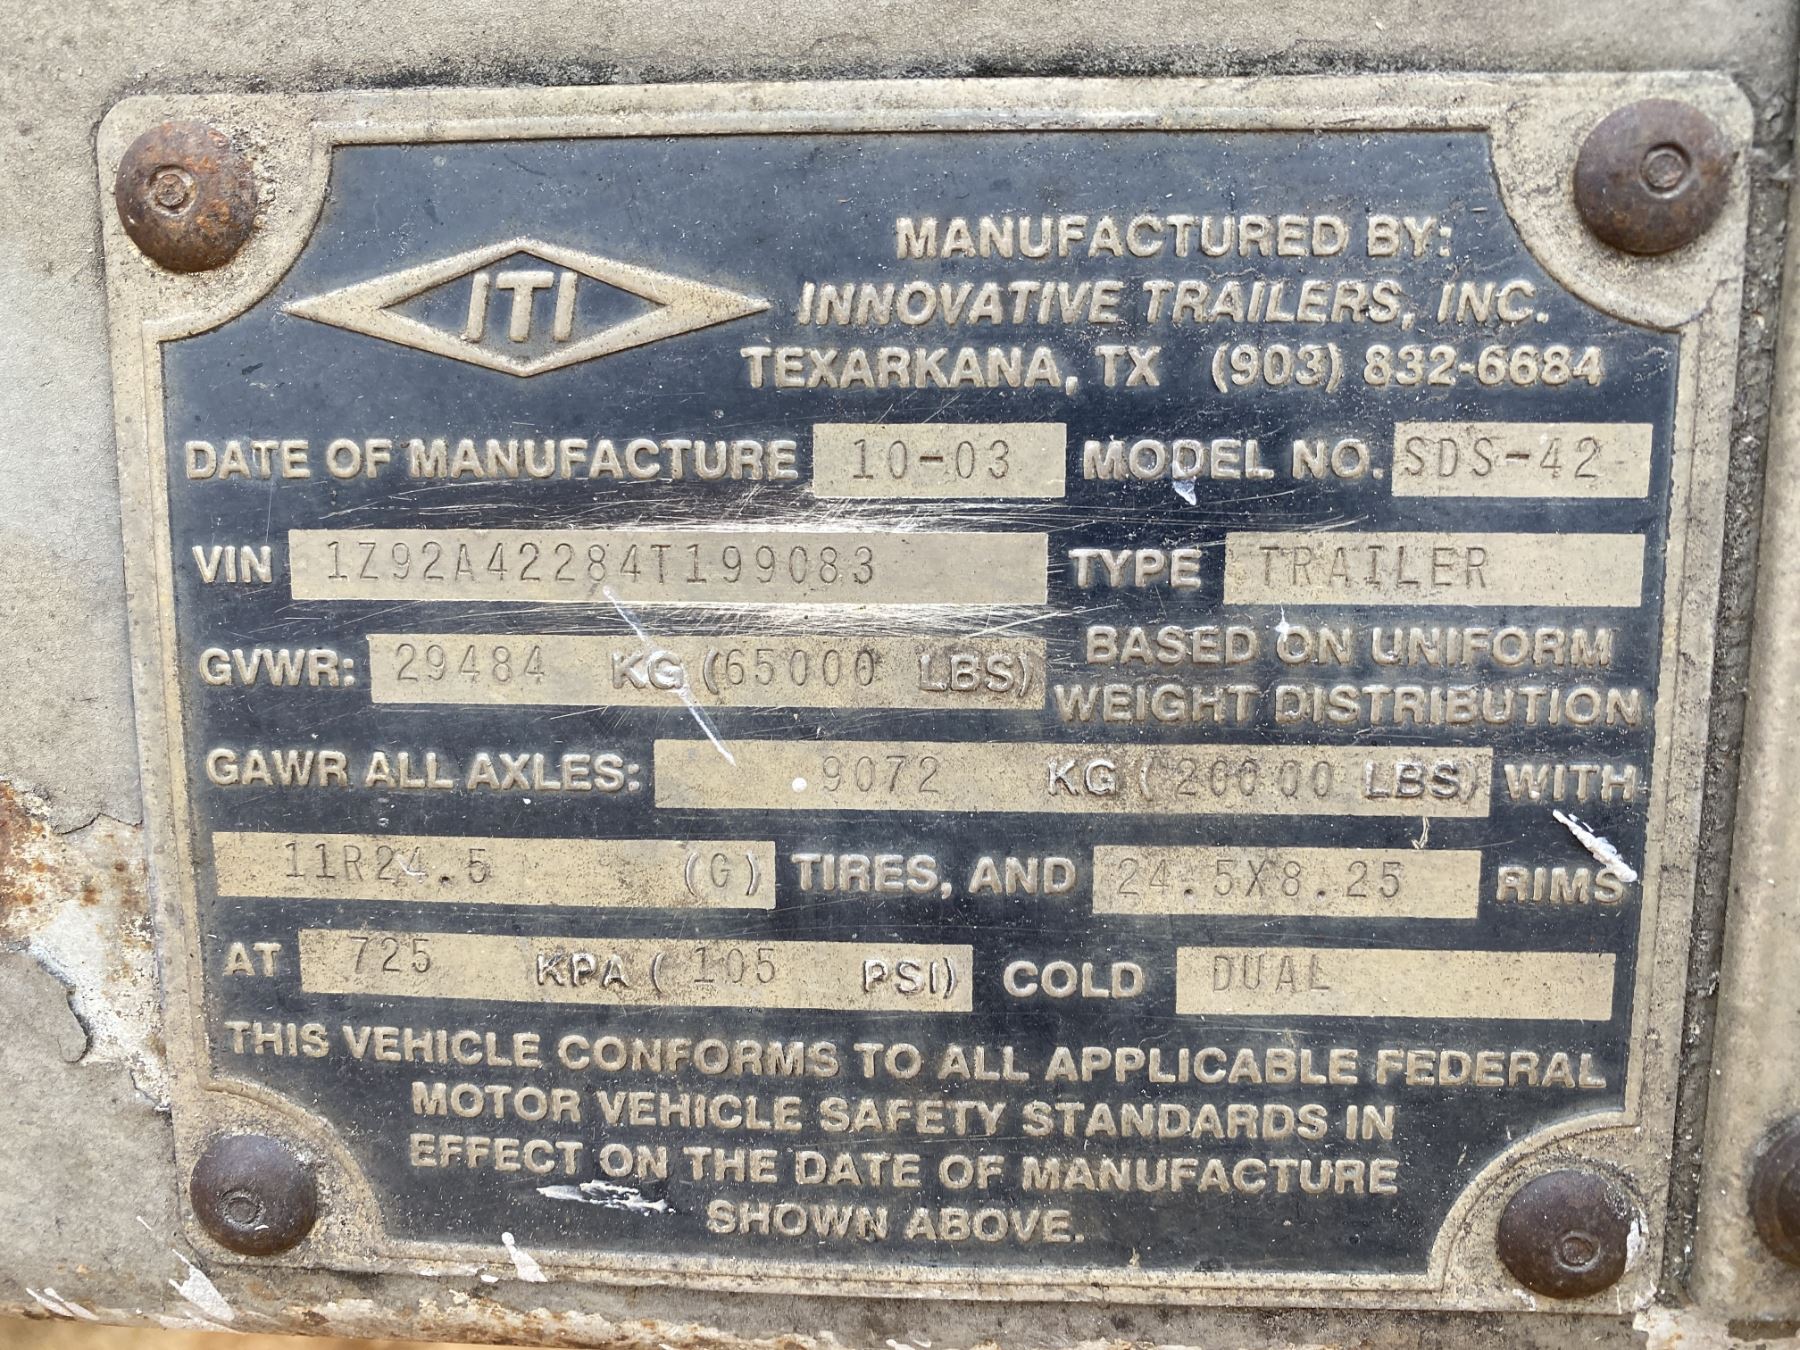 ITI
MANUFACTURED BY:
INNOVATIVE TRAILERS, INC.
TEXARKANA, TX (903) 832-6684
DATE OF MANUFACTURE 10-03 MODEL NO. SDS-42
VIN 1Z92A42284T199083 TYPE TRAILER
GVWR: 29484 KG (65000 LBS) BASED ON UNIFORM
WEIGHT DISTRIBUTION
GAWR ALL AXLES: 9072 KG (20000 LBS) WITH
11R24.5 (G) TIRES, AND 24.5X8.25 RIMS
AT 725 KPA (105 PSI) COLD DUAL
THIS VEHICLE CONFORMS TO ALL APPLICABLE FEDERAL
MOTOR VEHICLE SAFETY STANDARDS IN
EFFECT ON THE DATE OF MANUFACTURE
SHOWN ABOVE.